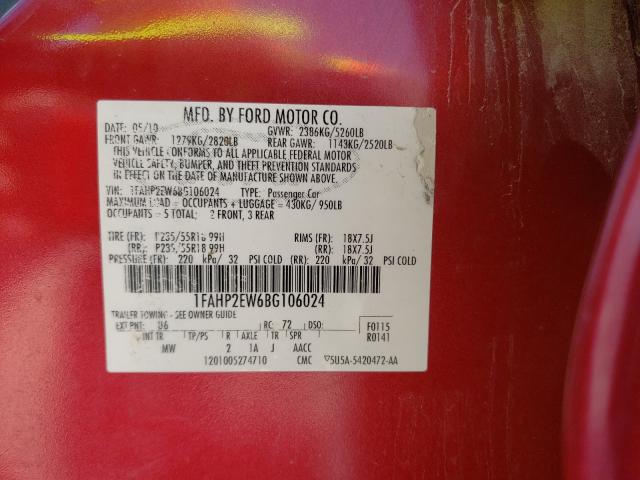 MFD. BY FORD MOTOR CO.
DATE: 05/10 GVWR: 2386KG/5260LB
FRONT GAWR: 1279KG/2820LB REAR GAWR: 1143KG/2520LB
THIS VEHICLE CONFORMS TO ALL APPLICABLE FEDERAL MOTOR
VEHICLE SAFETY, BUMPER, AND THEFT PREVENTION STANDARDS
IN EFFECT ON THE DATE OF MANUFACTURE SHOWN ABOVE.
VIN: 1FAHP2EW6BG106024 TYPE: Passenger Car
MAXIMUM LOAD = OCCUPANTS + LUGGAGE = 430KG/ 950LB
OCCUPANTS = 5 TOTAL: 2 FRONT, 3 REAR
TIRE (FR): P235/55R18 99H RIMS (FR): 18X7.5J
(RR): P235/55R18 99H (RR): 18X7.5J
PRESSURE (FR): 220 kPa/ 32 PSI COLD (RR): 220 kPa/ 32 PSI COLD
1FAHP2EW6BG106024
TRAILER TOWING - SEE OWNER GUIDE
EXT PNT: RC: 72 DSO: F0115
INT TR TP/PS R AXLE TR SPR R0141
MW 2 1A J AACC
1201005274710 CMC ▽5U5A-5420472-AA